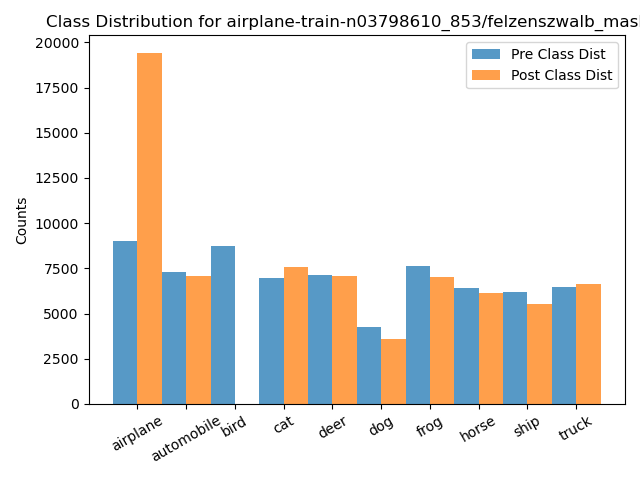 Class Distribution for airplane-train-n03798610_853/felzenszwalb_mas
Pre Class Dist
Post Class Dist
Counts
20000
17500
15000
12500
10000
7500
5000
2500
0
airplane
automobile
bird
cat
deer
dog
frog
horse
ship
truck